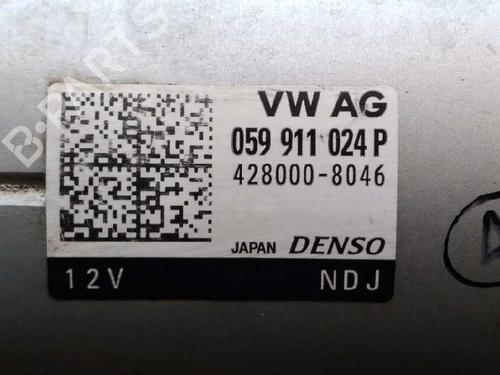 VW AG
059 911 024 P
428000-8046
JAPAN DENSO
12V NDJ
B-PARTS